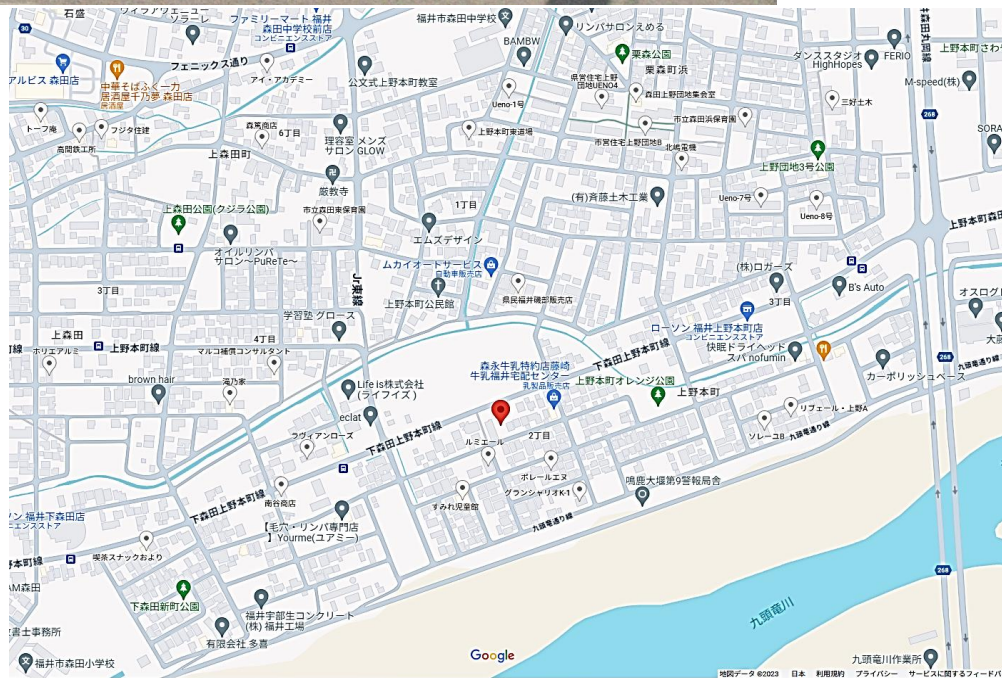 石盛
ソラーレ
ファミリーマート 福井
森田中学校前店
コンビニエンスストア
福井市森田中学校
リンパサロンえめる
BAMBW
栗森公園
栗森町浜
ダンススタジオ
HighHopes
FERIO
上野本町さわ
30
フェニックス通り
アルビス 森田店
中華そばふく一力
居酒屋千乃夢 森田店
居酒屋
アイ・アカデミー
公文式上野本町教室
県営住宅上野
団地UENO4
森田上野団地集会室
M-speed(株)
Ueno-1号
三好土木
268
トーブ庵
フジタ住建
高間鉄工所
森篤商店
6丁目
理容室 メンズ
サロン GLOW
上野本町東道場
市立森田浜保育園
市営住宅上野団地B
北嶋電機
SORA
上森田町
厳教寺
上野団地3号公園
(有)斉藤土木工業
Ueno-7号
Ueno-8号
上森田公園(クジラ公園)
市立森田東保育園
1丁目
エムズデザイン
オイルリンパ
サロン～PuReTe～
ムカイオートサービス
自動車販売店
(株)ロガーズ
B's Auto
3丁目
Jr東線
上野本町公民館
県民福井磯部販売店
3丁目
オスログ
学習塾 グロース
ローソン 福井上野本町店
コンビニエンスストア
上森田
4丁目
上野本町線
ホリエアルミ
マルコ補償コンサルタント
下森田上野本町線
快眠ドライヘッド
スパ nofumin
268
森永牛乳特約店藤崎
牛乳福井宅配センター
乳製品販売店
上野本町オレンジ公園
カーポリッシュベース
九頭竜通り線
brown hair
滝乃家
Life is株式会社
(ライフイズ)
上野本町
eclat
リヴェール・上野A
ラヴィアンローズ
下森田上野本町線
ルミエール
2丁目
ソレーユB
九頭竜通り線
ボレールエヌ
グランシャリオK-1
鳴鹿大堰第9警報局舎
南谷商店
すみれ児童館
下森田上野本町線
ソン 福井下森田店
【毛穴・リンパ専門店
】Yourme(ユアミー)
九頭竜通り線
喫茶スナックおより
本町線
AM森田
下森田新町公園
福井宇部生コンクリート
(株) 福井工場
268
九頭竜川
書士事務所
有限会社 多喜
福井市森田小学校
Google
九頭竜川作業所
地図データ ©2023 日本 利用規約 プライバシー サービスに関するフィードバ